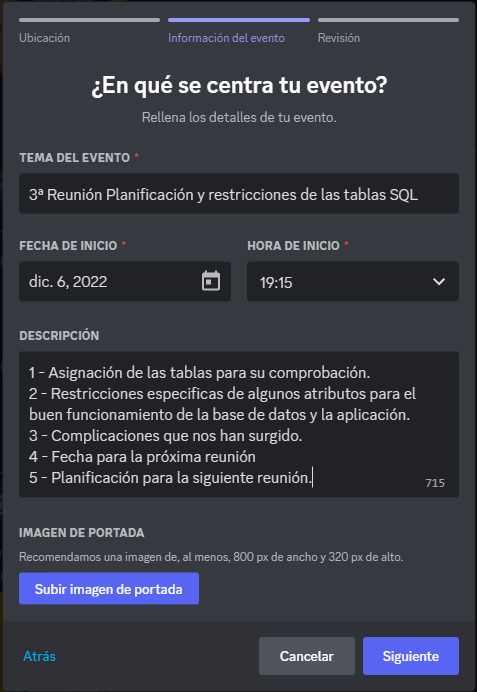 Ubicación
Información del evento
Revisión
¿En qué se centra tu evento?
Rellena los detalles de tu evento.
TEMA DEL EVENTO *
3ª Reunión Planificación y restricciones de las tablas SQL
FECHA DE INICIO *
HORA DE INICIO *
dic. 6, 2022
19:15
DESCRIPCIÓN
1 - Asignación de las tablas para su comprobación.
2 - Restricciones especificas de algunos atributos para el
buen funcionamiento de la base de datos y la aplicación.
3 - Complicaciones que nos han surgido.
4 - Fecha para la próxima reunión
5 - Planificación para la siguiente reunión.
715
IMAGEN DE PORTADA
Recomendamos una imagen de, al menos, 800 px de ancho y 320 px de alto.
Subir imagen de portada
Atrás
Cancelar
Siguiente